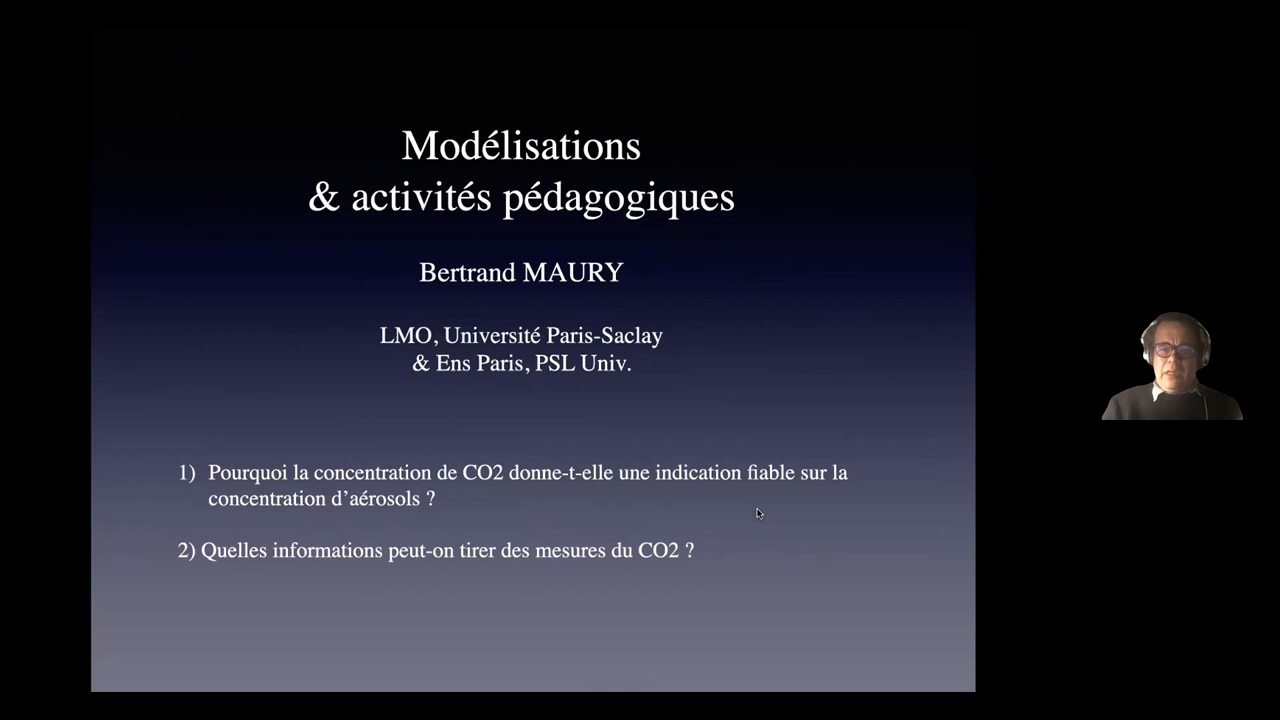 Modélisations
& activités pédagogiques
Bertrand MAURY
LMO, Université Paris-Saclay
& Ens Paris, PSL Univ.
1) Pourquoi la concentration de CO2 donne-t-elle une indication fiable sur la
concentration d’aérosols ?
2) Quelles informations peut-on tirer des mesures du CO2 ?